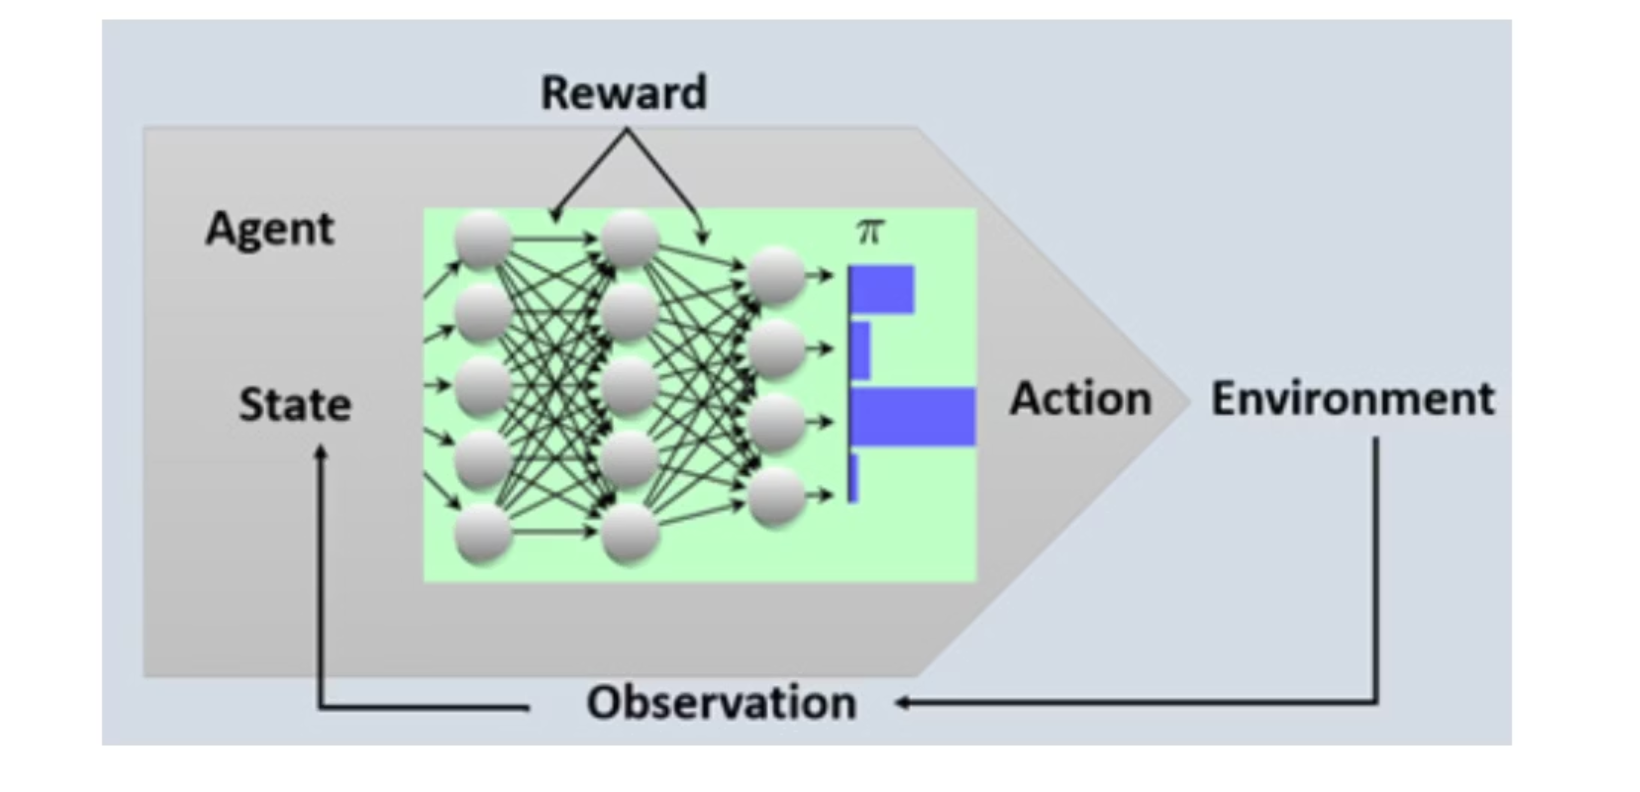 Reward
Agent
π
State
Action
Environment
Observation